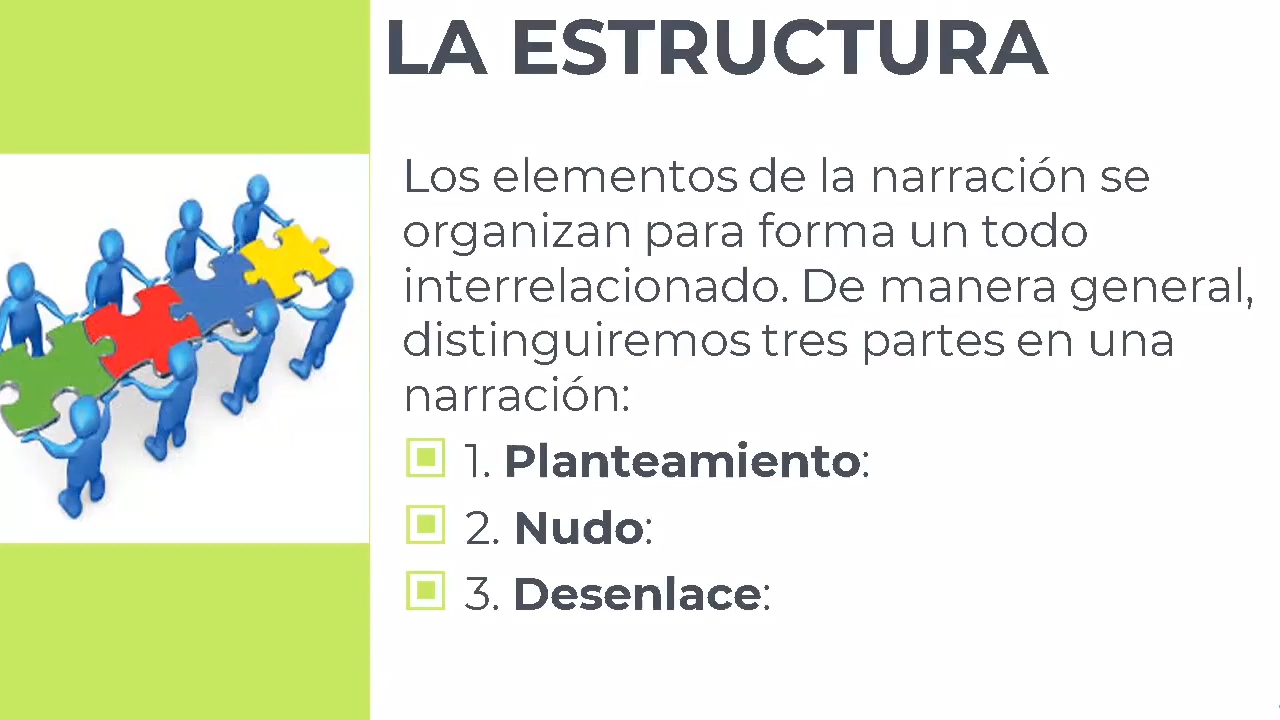 LA ESTRUCTURA
Los elementos de la narración se
organizan para forma un todo
interrelacionado. De manera general,
distinguiremos tres partes en una
narración:
1. Planteamiento:
2. Nudo:
3. Desenlace: